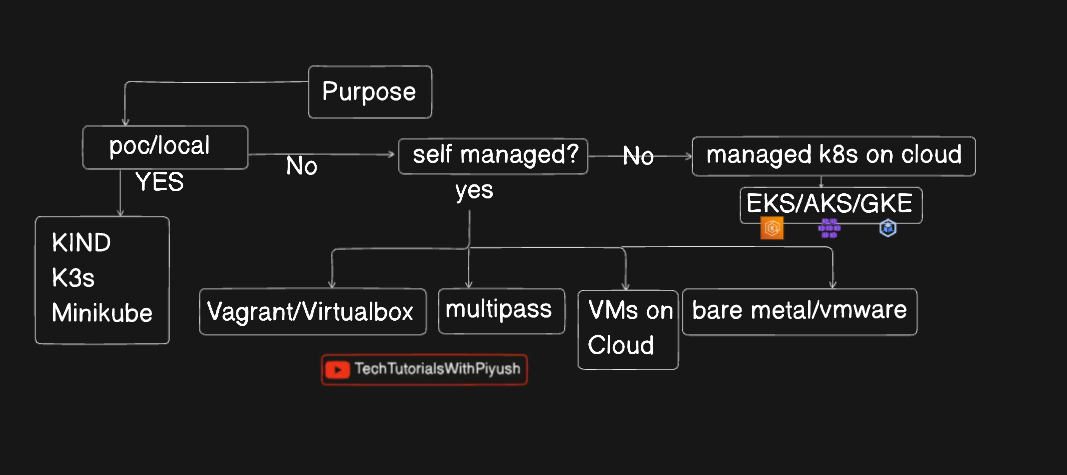 Purpose
poc/local
No
YES
self managed?
yes
No
managed k8s on cloud
EKS/AKS/GKE
KIND
K3s
Minikube
Vagrant/Virtualbox
multipass
VMs on
Cloud
bare metal/vmware
TechTutorialsWithPiyush